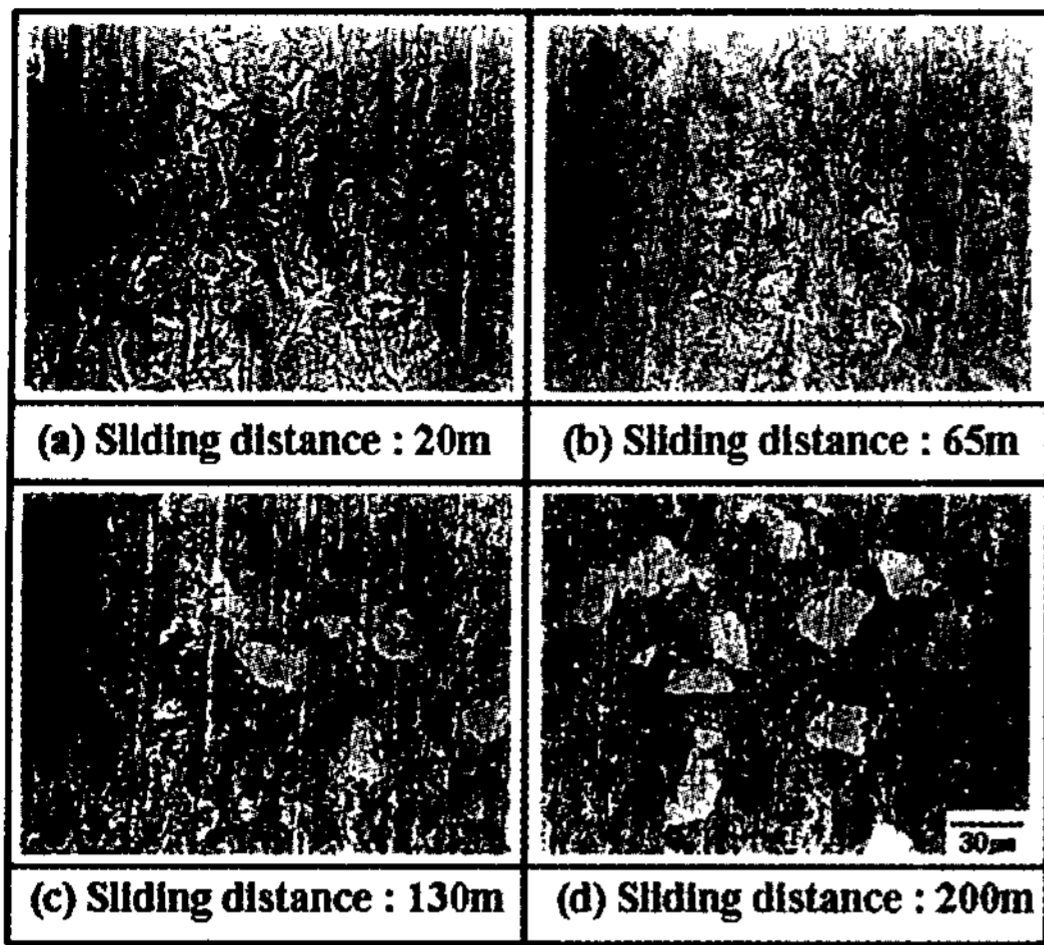 (a) Sliding distance : 20m
(b) Sliding distance : 65m
30μm
(c) Sliding distance : 130m
(d) Sliding distance : 200m